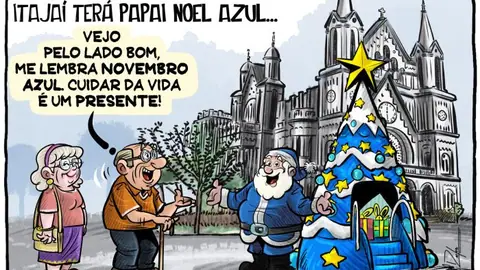 ITAJAÍ TERÁ PAPAI NOEL AZUL...
VEJO
PELO LADO BOM,
ME LEMBRA NOVEMBRO
AZUL. CUIDAR DA VIDA
É UM PRESENTE!